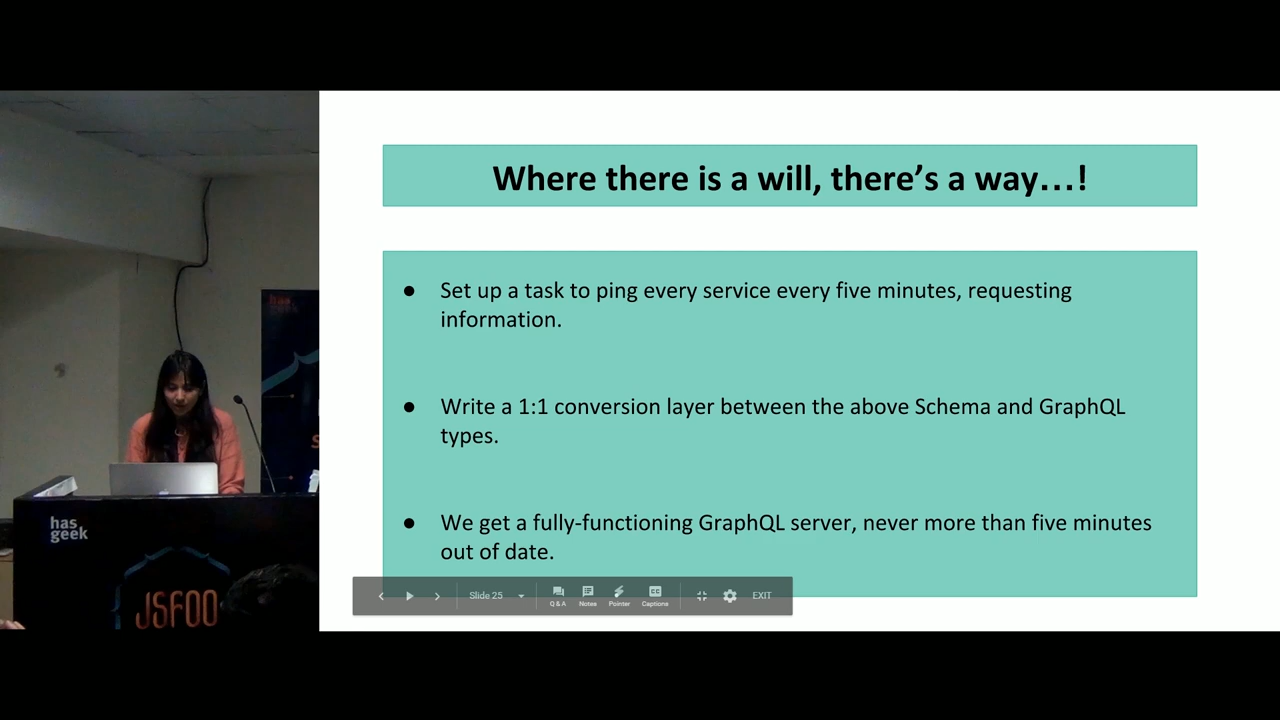 Where there is a will, there's a way...!
● Set up a task to ping every service every five minutes, requesting
information.
● Write a 1:1 conversion layer between the above Schema and GraphQL
types.
● We get a fully-functioning GraphQL server, never more than five minutes
out of date.
Slide 25
Q & A
Notes
Pointer
Captions
EXIT
has
geek
has
geek
JSFOO